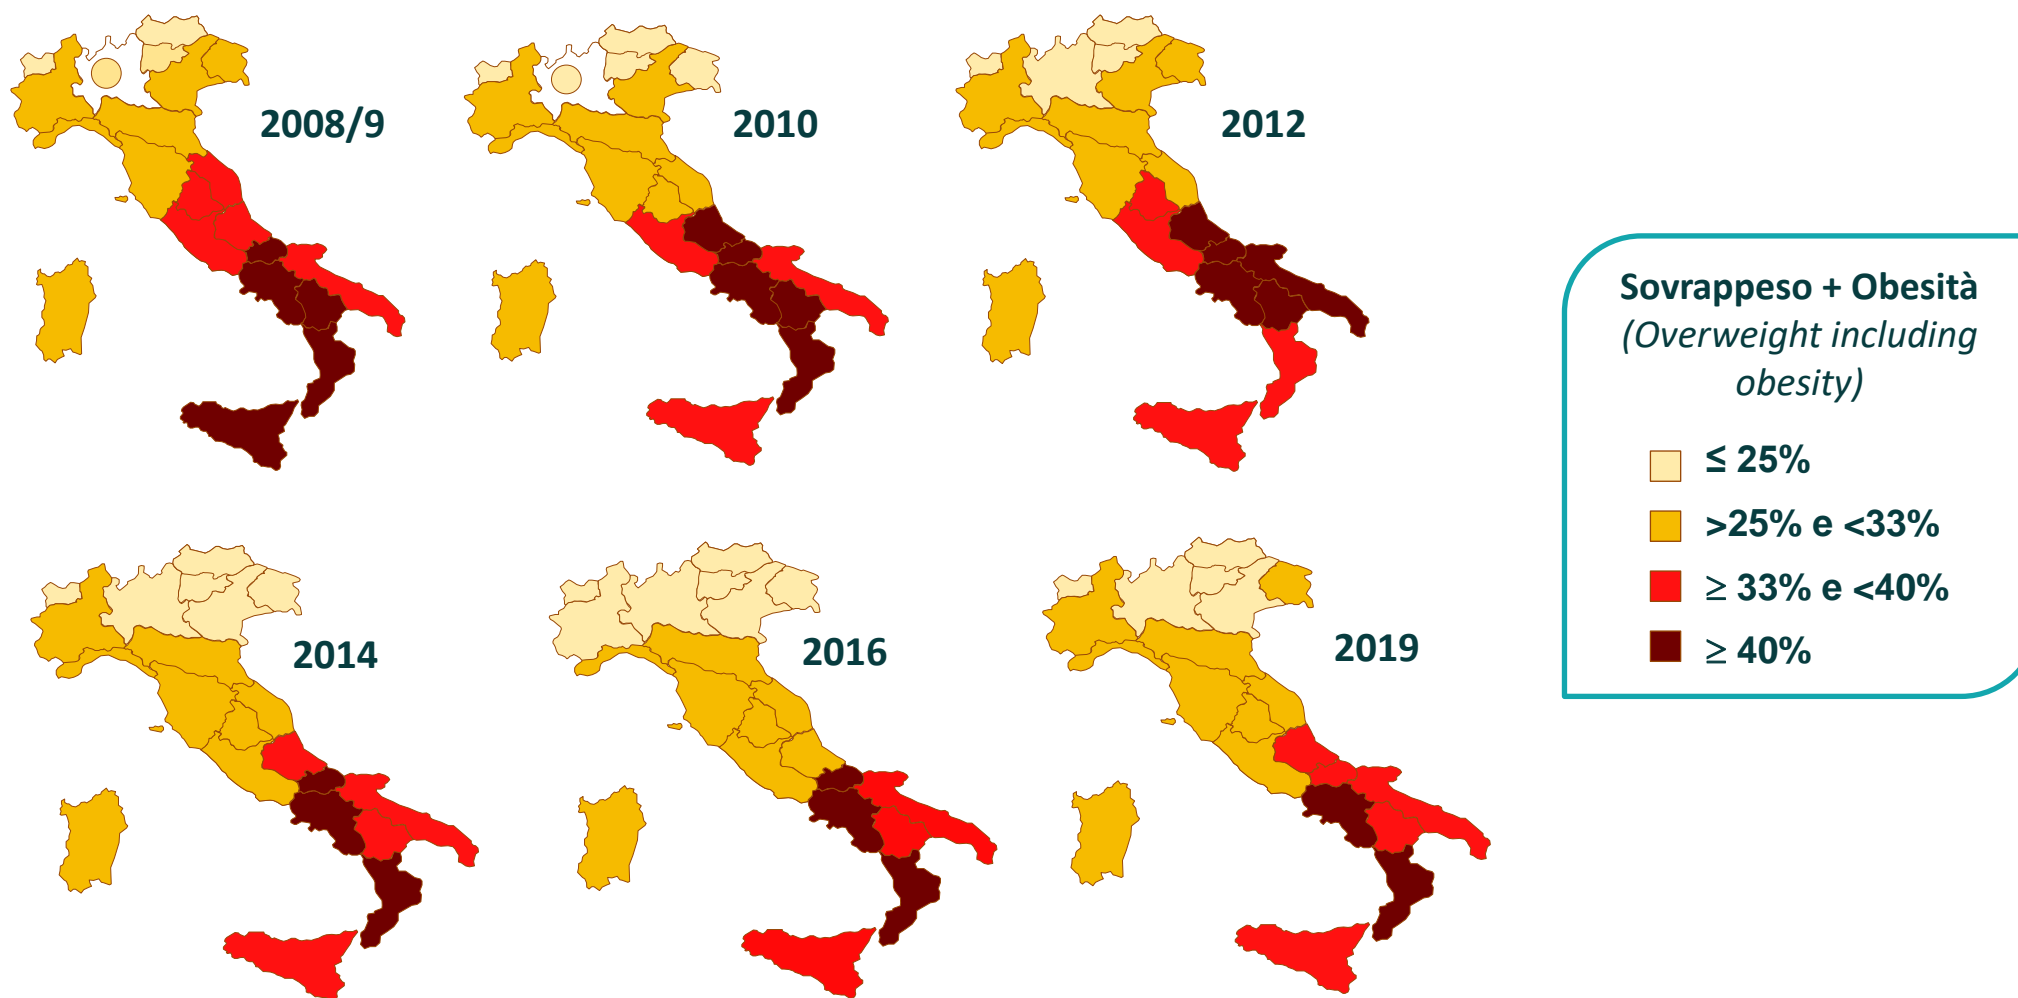 2008/9
2010
2012
2014
2016
2019
Sovrappeso + Obesità
(Overweight including
obesity)
≤ 25%
>25% e <33%
≥ 33% e <40%
≥ 40%